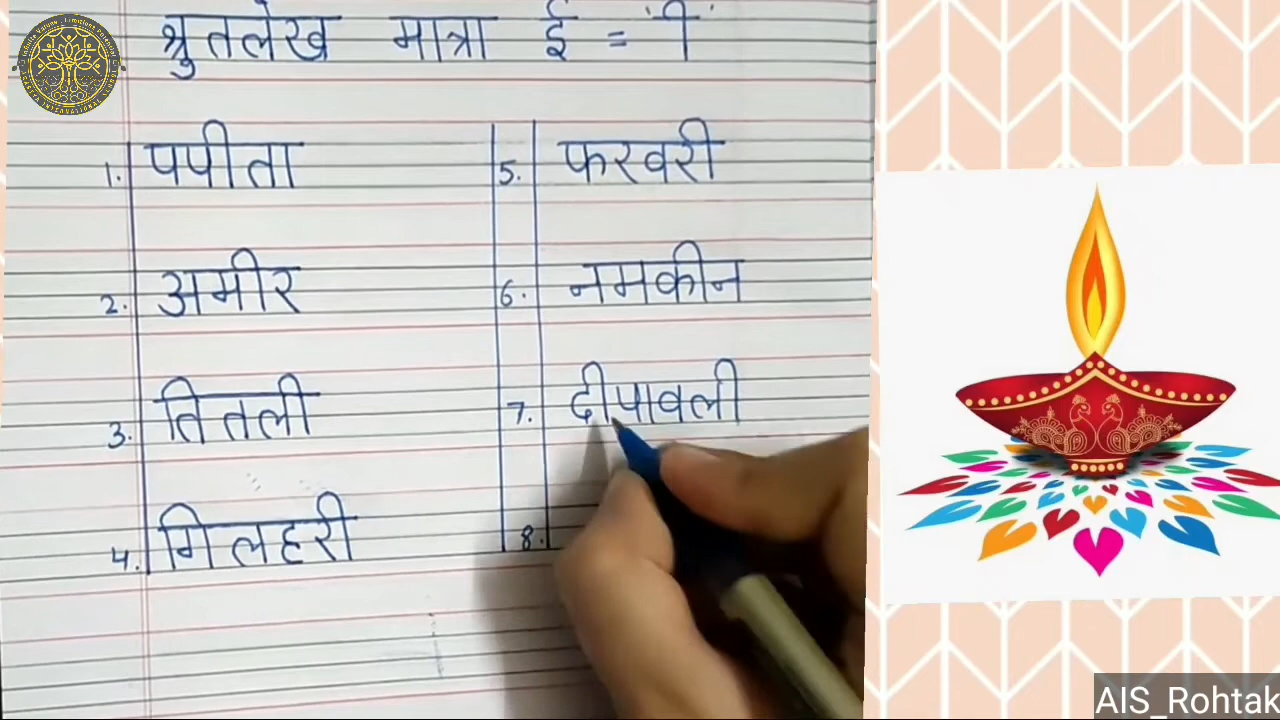 श्रुतलेख मात्रा ई = 'ी'
1. पपीता
2. अमीर
3. तितली
4. गिलहरी
5. फरवरी
6. नमकीन
7. दीपावली
8.
AIS_Rohtak